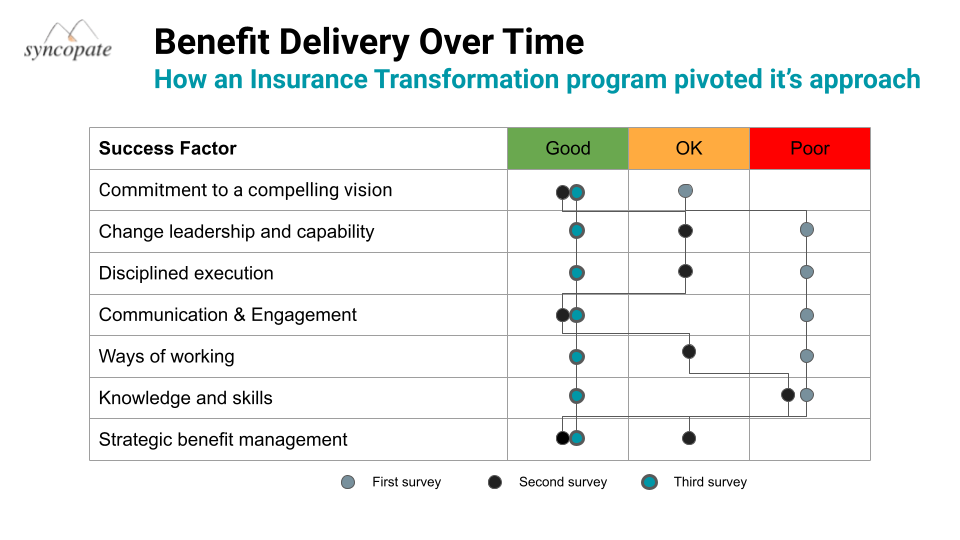 syncopate
Benefit Delivery Over Time
How an Insurance Transformation program pivoted it’s approach
Success Factor Good OK Poor
Commitment to a compelling vision
Change leadership and capability
Disciplined execution
Communication & Engagement
Ways of working
Knowledge and skills
Strategic benefit management
First survey Second survey Third survey